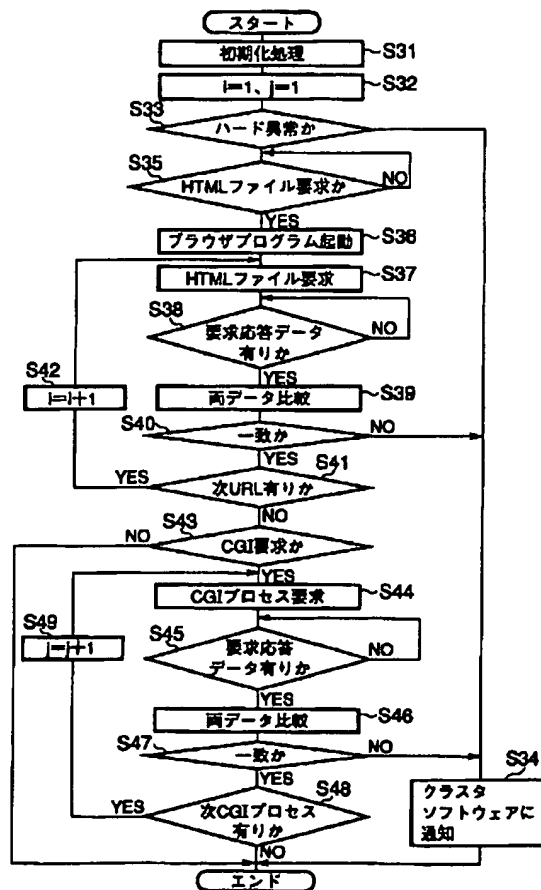 スタート
初期化処理
S31
i=1、j=1
S32
S33
ハード異常か
S35
HTMLファイル要求か
NO
YES
ブラウザプログラム起動
S36
HTMLファイル要求
S37
S38
要求応答データ
有りか
NO
YES
S42
i=i+1
両データ比較
S39
S40
一致か
NO
YES
S41
次URL有りか
YES
NO
S43
CGI要求か
NO
YES
CGIプロセス要求
S44
S49
j=j+1
S45
要求応答
データ有りか
NO
YES
両データ比較
S46
S47
一致か
NO
YES
S34
クラスタ
ソフトウェアに
通知
S48
次CGIプロセス
有りか
YES
NO
エンド